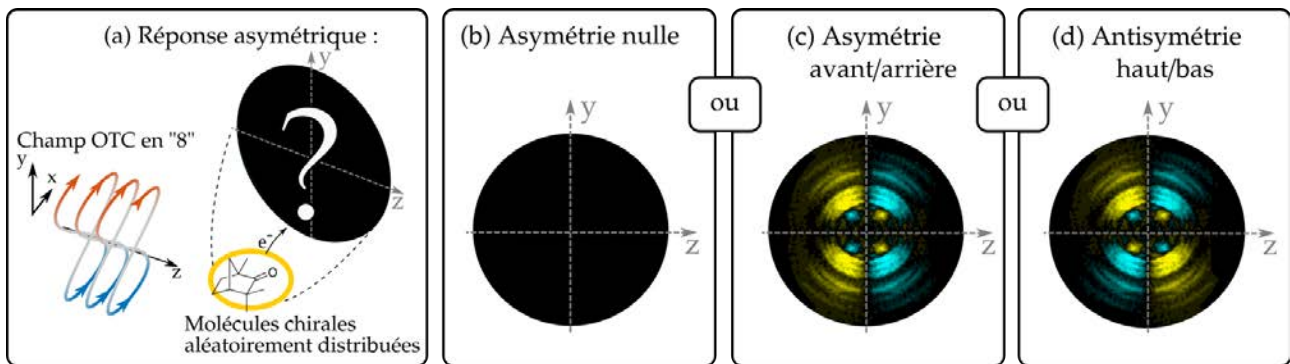 (a) Réponse asymétrique :
y
?
Champ OTC en "8"
y
x
z
z
e-
O
Molécules chirales
aléatoirement distribuées
(b) Asymétrie nulle
y
z
ou
(c) Asymétrie
avant/arrière
y
z
ou
(d) Antisymétrie
haut/bas
y
z